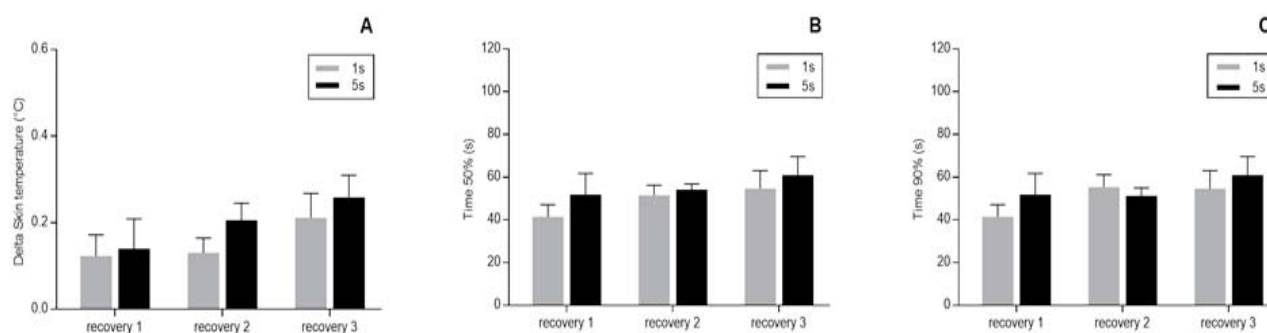 A
0.6
0.4
0.2
0.0
Delta Skin temperature (°C)
1s
5s
recovery 1
recovery 2
recovery 3
B
120
100
80
60
40
20
0
Time 50% (s)
1s
5s
recovery 1
recovery 2
recovery 3
C
120
100
80
60
40
20
0
Time 90% (s)
1s
5s
recovery 1
recovery 2
recovery 3